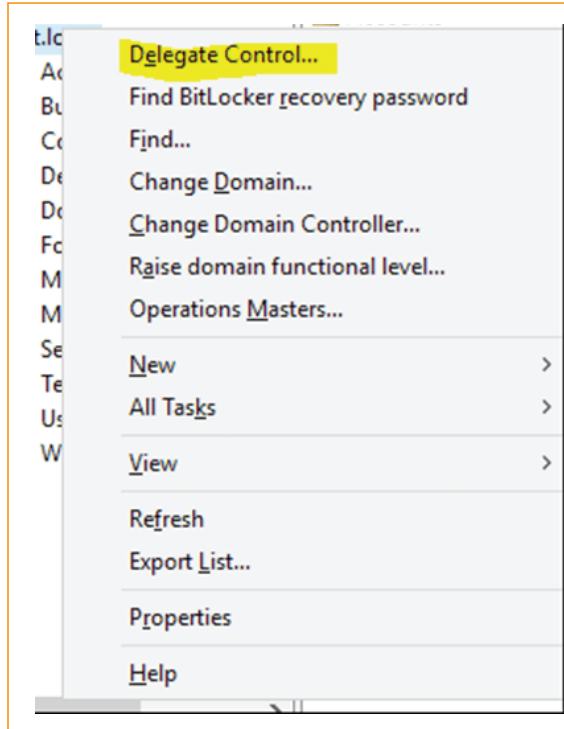 Delegate Control...
Find BitLocker recovery password
Find...
Change Domain...
Change Domain Controller...
Raise domain functional level...
Operations Masters...
New
All Tasks
View
Refresh
Export List...
Properties
Help